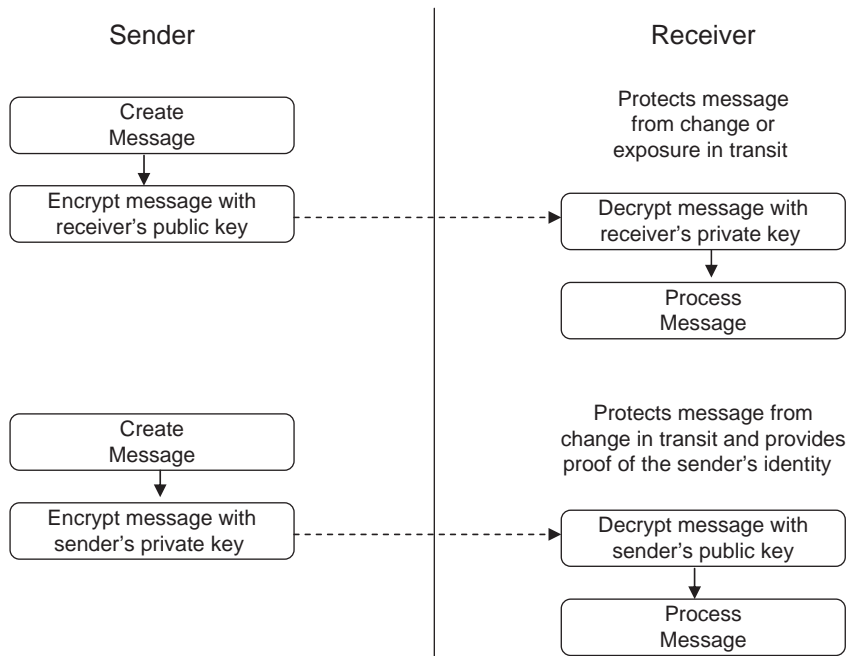 Sender
Receiver
Create
Message
Encrypt message with
receiver’s public key
Protects message
from change or
exposure in transit
Decrypt message with
receiver’s private key
Process
Message
Create
Message
Encrypt message with
sender’s private key
Protects message from
change in transit and provides
proof of the sender’s identity
Decrypt message with
sender’s public key
Process
Message